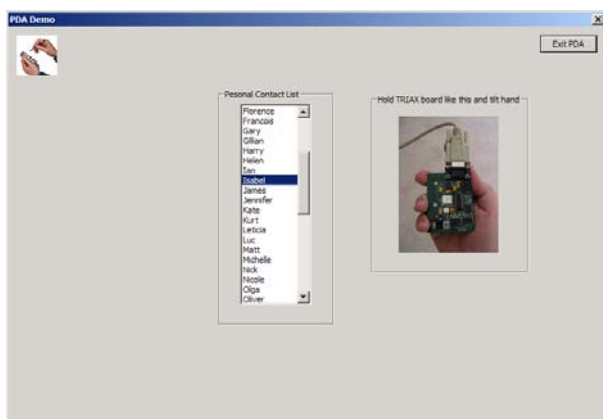 PDA Demo
Exit PDA
Pesonal Contact List
Hold TRIAX board like this and tilt hand
Florence
Francois
Gary
Gillian
Harry
Helen
Ian
Isabel
James
Jennifer
Kate
Kurt
Leticia
Luc
Matt
Michelle
Nick
Nicole
Olga
Oliver